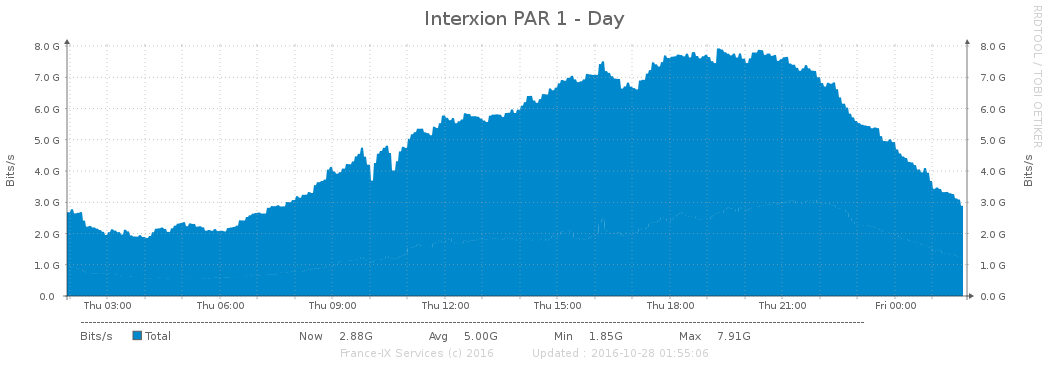 Interxion PAR 1 - Day
RRDTOOL / TOBI OETIKER
Bits/s
8.0 G
7.0 G
6.0 G
5.0 G
4.0 G
3.0 G
2.0 G
1.0 G
0.0
8.0 G
7.0 G
6.0 G
5.0 G
4.0 G
3.0 G
2.0 G
1.0 G
0.0 G
Bits/s
Thu 03:00 Thu 06:00 Thu 09:00 Thu 12:00 Thu 15:00 Thu 18:00 Thu 21:00 Fri 00:00
Bits/s Total Now 2.88G Avg 5.00G Min 1.85G Max 7.91G
France-IX Services (c) 2016 Updated : 2016-10-28 01:55:06